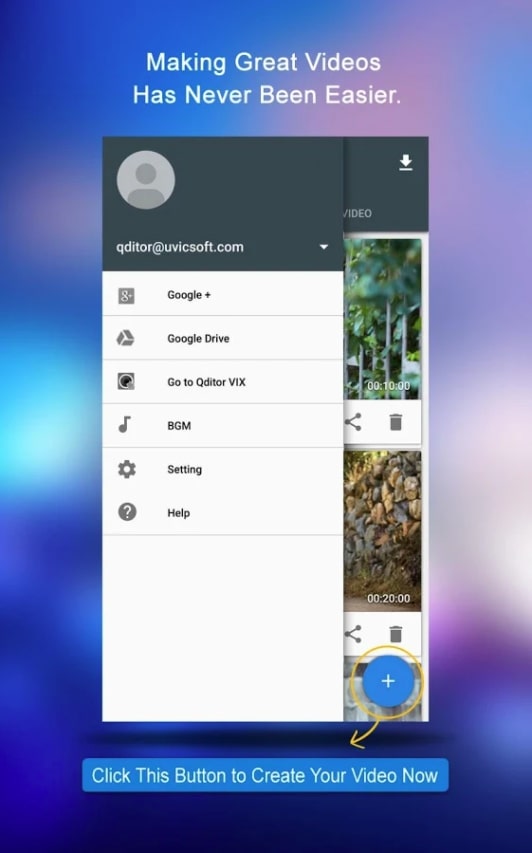 Making Great Videos
Has Never Been Easier.
VIDEO
qditor@uvicsoft.com
Google +
Google Drive
00:10:00
Go to Qditor VIX
BGM
Setting
Help
00:20:00
Click This Button to Create Your Video Now